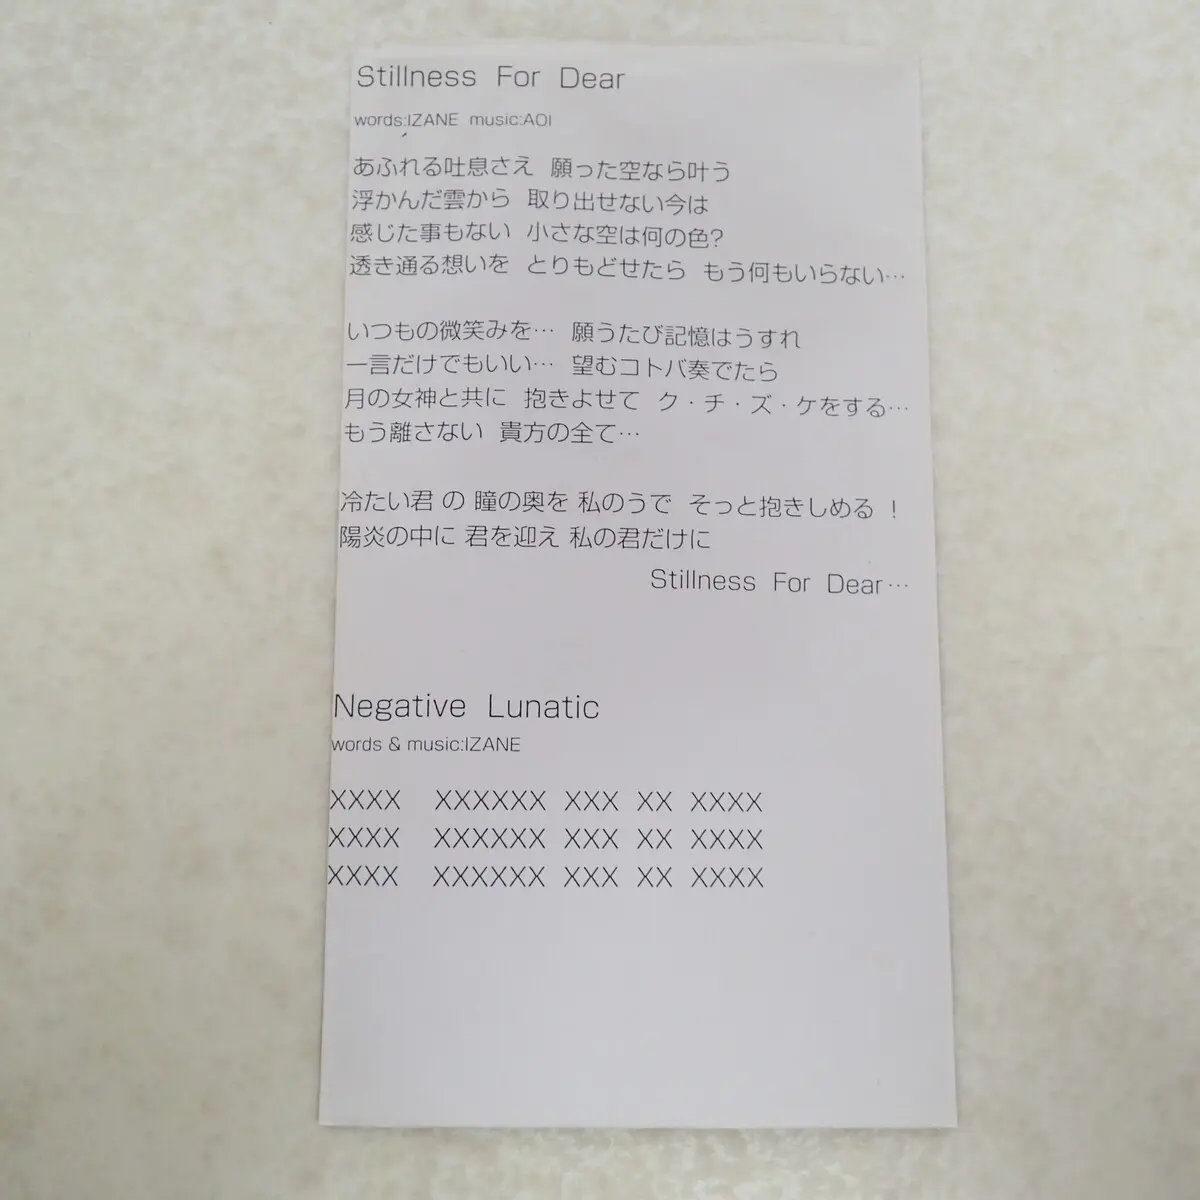 Stillness For Dear
words:IZANE music:AOI
あふれる吐息さえ 願った空なら叶う
浮かんだ雲から 取り出せない今は
感じた事もない 小さな空は何の色?
透き通る想いを とりもどせたら もう何もいらない…
いつもの微笑みを… 願うたび記憶はうすれ
一言だけでもいい… 望むコトバ奏でたら
月の女神と共に 抱きよせて ク・チ・ズ・ケをする…
もう離さない 貴方の全て…
冷たい君 の 瞳の奥を 私のうで そっと抱きしめる !
陽炎の中に 君を迎え 私の君だけに
Stillness For Dear…
Negative Lunatic
words & music:IZANE
XXXX XXXXXX XXX XX XXXX
XXXX XXXXXX XXX XX XXXX
XXXX XXXXXX XXX XX XXXX